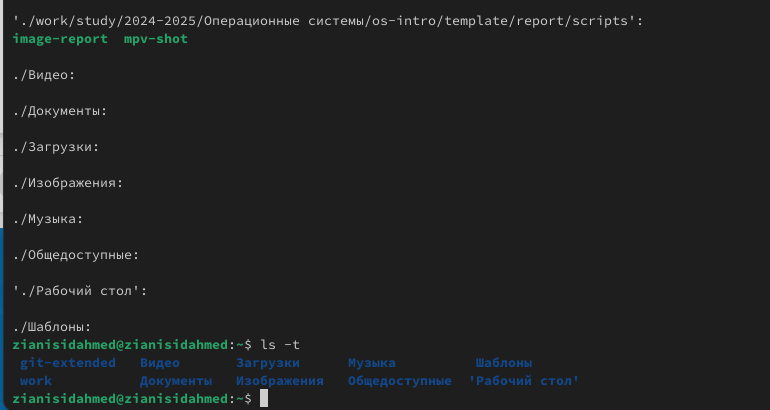 './work/study/2024-2025/Операционные системы/os-intro/template/report/scripts':
image-report  mpv-shot
./Видео:
./Документы:
./Загрузки:
./Изображения:
./Музыка:
./Общедоступные:
'./Рабочий стол':
./Шаблоны:
zianisidahmed@zianisidahmed:~$ ls -t
git-extended   Видео       Загрузки      Музыка          Шаблоны
work           Документы   Изображения   Общедоступные  'Рабочий стол'
zianisidahmed@zianisidahmed:~$